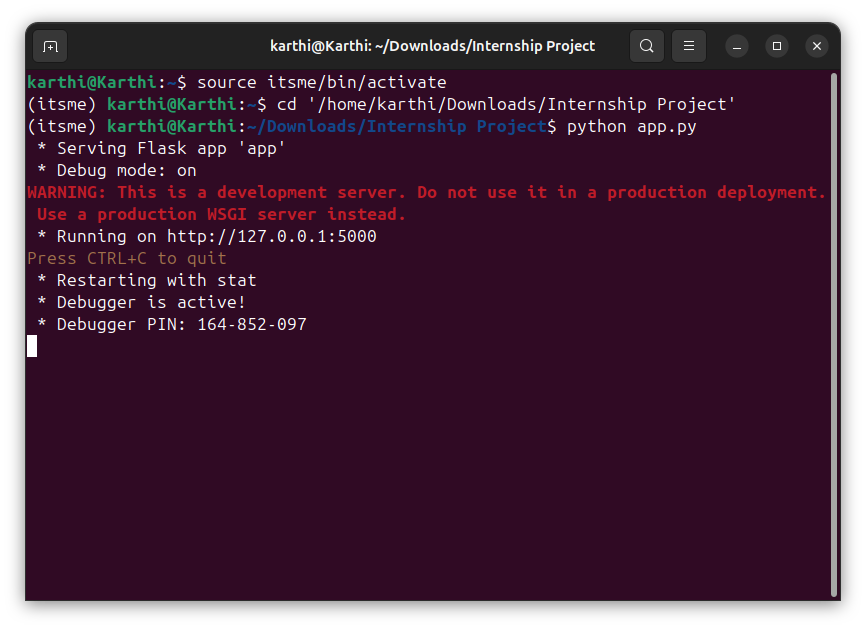 karthi@Karthi: ~/Downloads/Internship Project
karthi@Karthi:~$ source itsme/bin/activate
(itsme) karthi@Karthi:~$ cd '/home/karthi/Downloads/Internship Project'
(itsme) karthi@Karthi:~/Downloads/Internship Project$ python app.py
 * Serving Flask app 'app'
 * Debug mode: on
WARNING: This is a development server. Do not use it in a production deployment.
 Use a production WSGI server instead.
 * Running on http://127.0.0.1:5000
Press CTRL+C to quit
 * Restarting with stat
 * Debugger is active!
 * Debugger PIN: 164-852-097